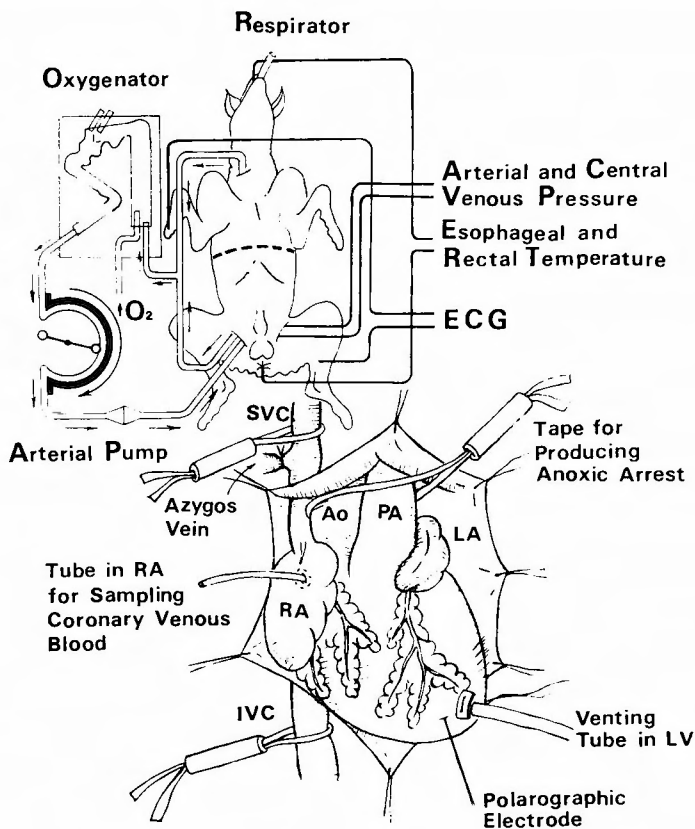 Respirator
Oxygenator
Arterial and Central
Venous Pressure
Esophageal and
Rectal Temperature
O2
ECG
Arterial Pump
SVC
Azygos
Vein
Tape for
Producing
Anoxic Arrest
Ao
PA
LA
Tube in RA
for Sampling
Coronary Venous
Blood
RA
IVC
Venting
Tube in LV
Polarographic
Electrode